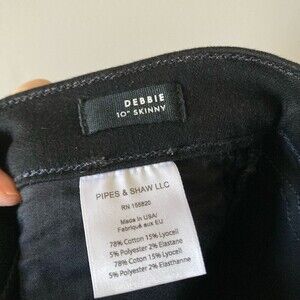 DEBBIE
10" SKINNY
PIPES & SHAW LLC
RN 155820
Made in USA/
Fabriqué aux EU
78% Cotton 15% Lyocell
5% Polyester 2% Elastane
78% Cotton 15% Lyocell
5% Polyester 2% Elasthanne